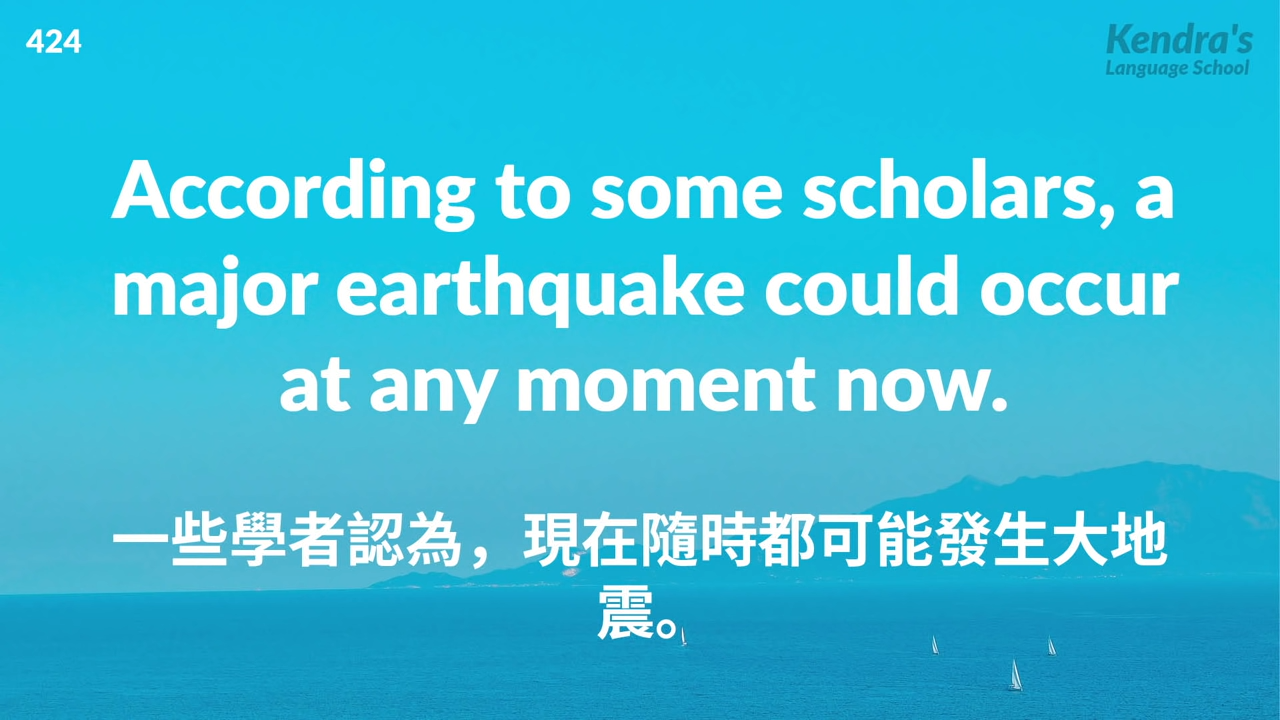 424
Kendra's
Language School
According to some scholars, a
major earthquake could occur
at any moment now.
一些學者認為，現在隨時都可能發生大地
震。